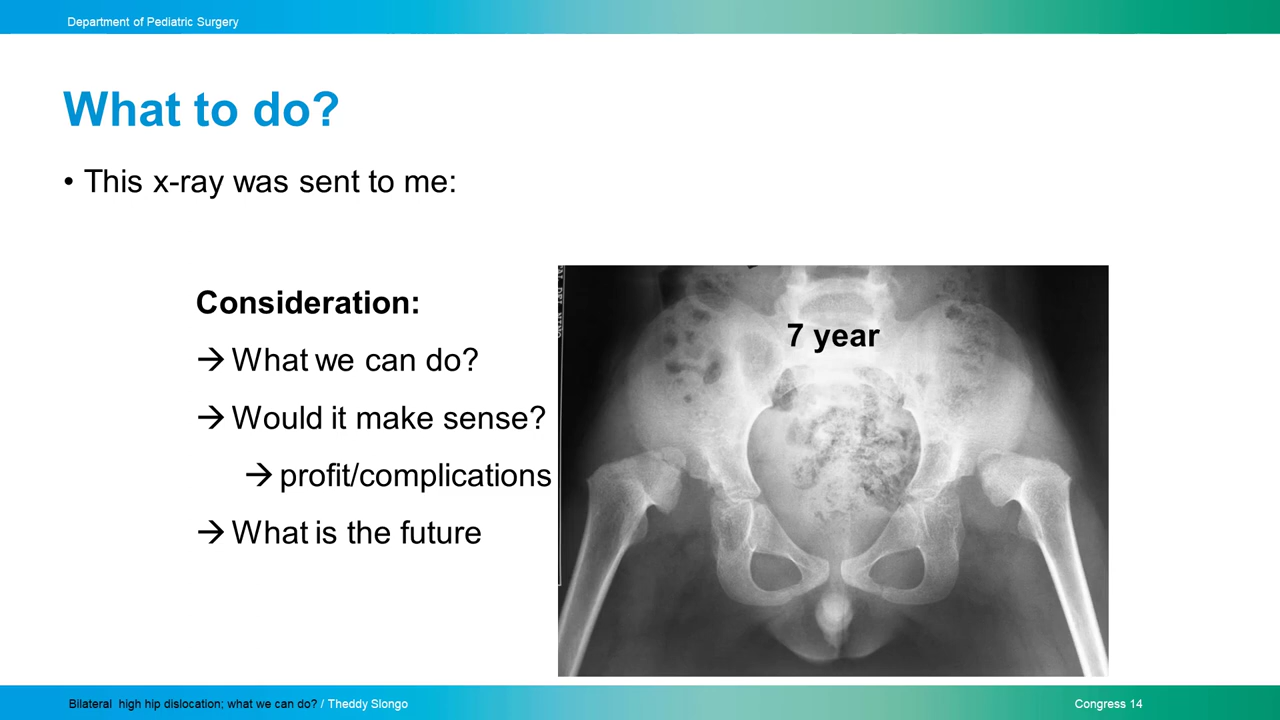 Department of Pediatric Surgery
What to do?
• This x-ray was sent to me:
Consideration:
→ What we can do?
→ Would it make sense?
→ profit/complications
→ What is the future
7 year
Bilateral high hip dislocation; what we can do? / Theddy Slongo
Congress 14